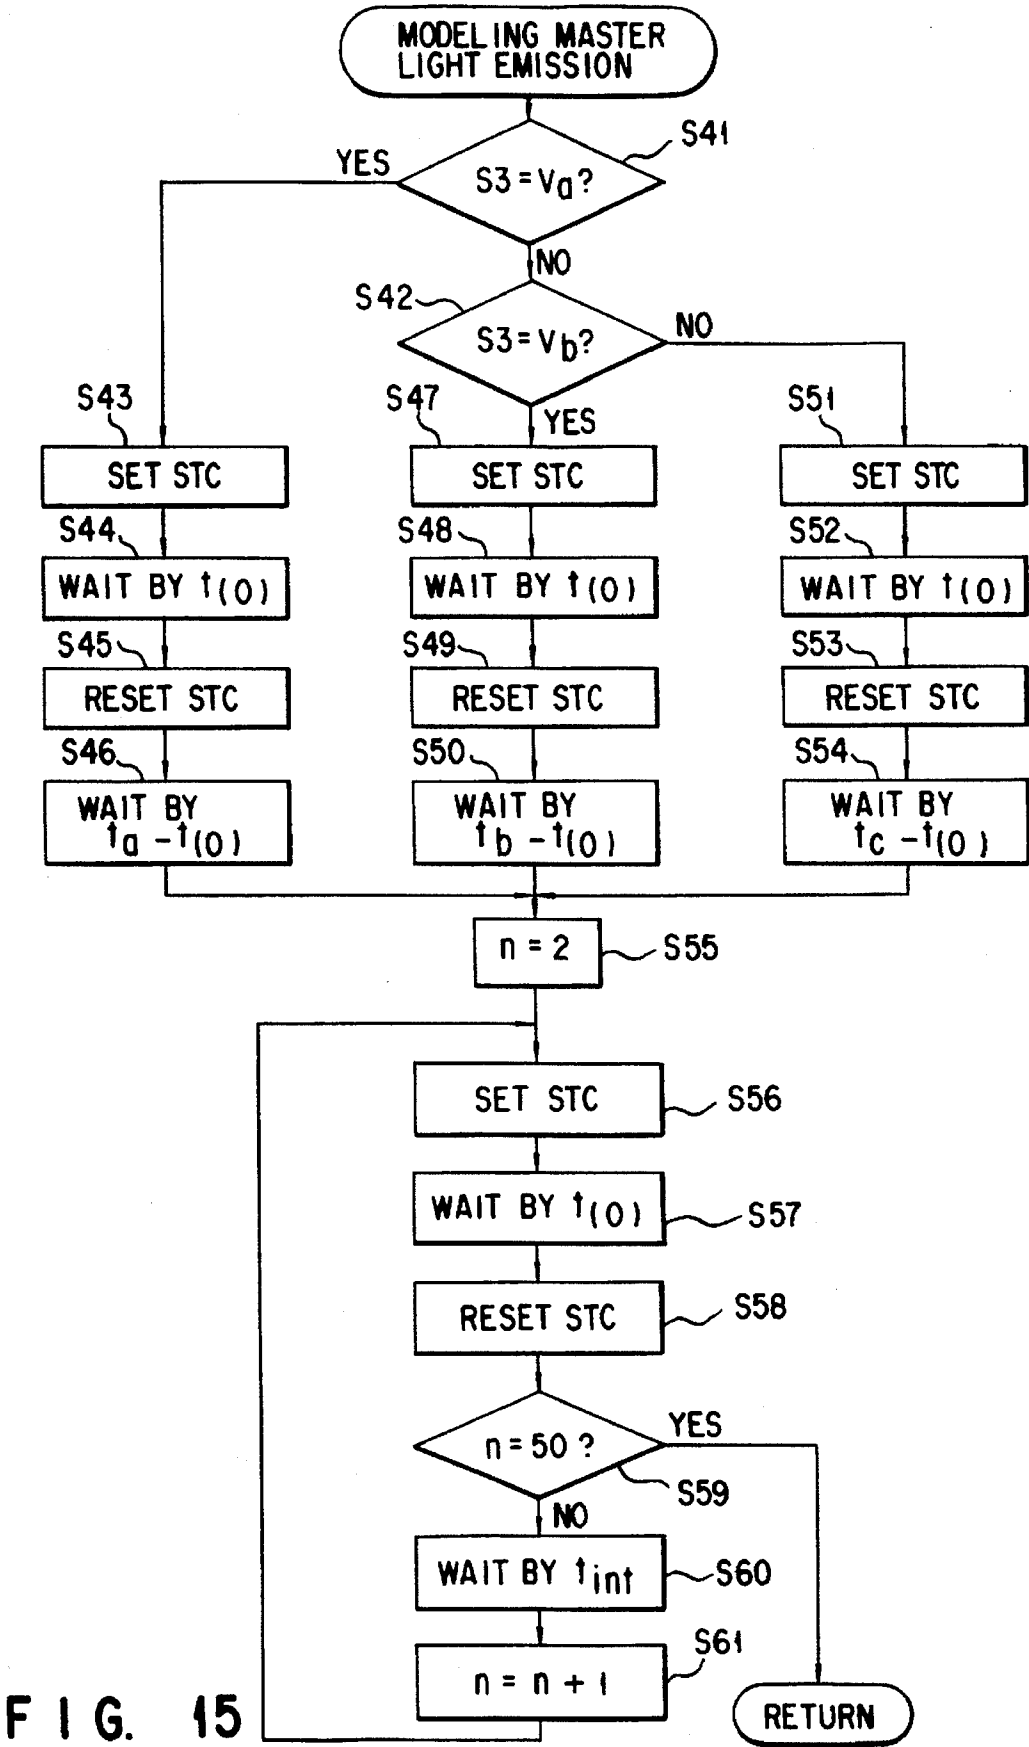 MODELING MASTER
LIGHT EMISSION
S41
YES
S3=Va?
NO
S42
S3=Vb?
NO
YES
S43
SET STC
S44
WAIT BY t(0)
S45
RESET STC
S46
WAIT BY
ta -t(0)
S47
SET STC
S48
WAIT BY t(0)
S49
RESET STC
S50
WAIT BY
tb -t(0)
S51
SET STC
S52
WAIT BY t(0)
S53
RESET STC
S54
WAIT BY
tc -t(0)
n = 2
S55
SET STC
S56
WAIT BY t(0)
S57
RESET STC
S58
n=50?
YES
S59
NO
WAIT BY tint
S60
S61
n = n + 1
RETURN
FIG. 15